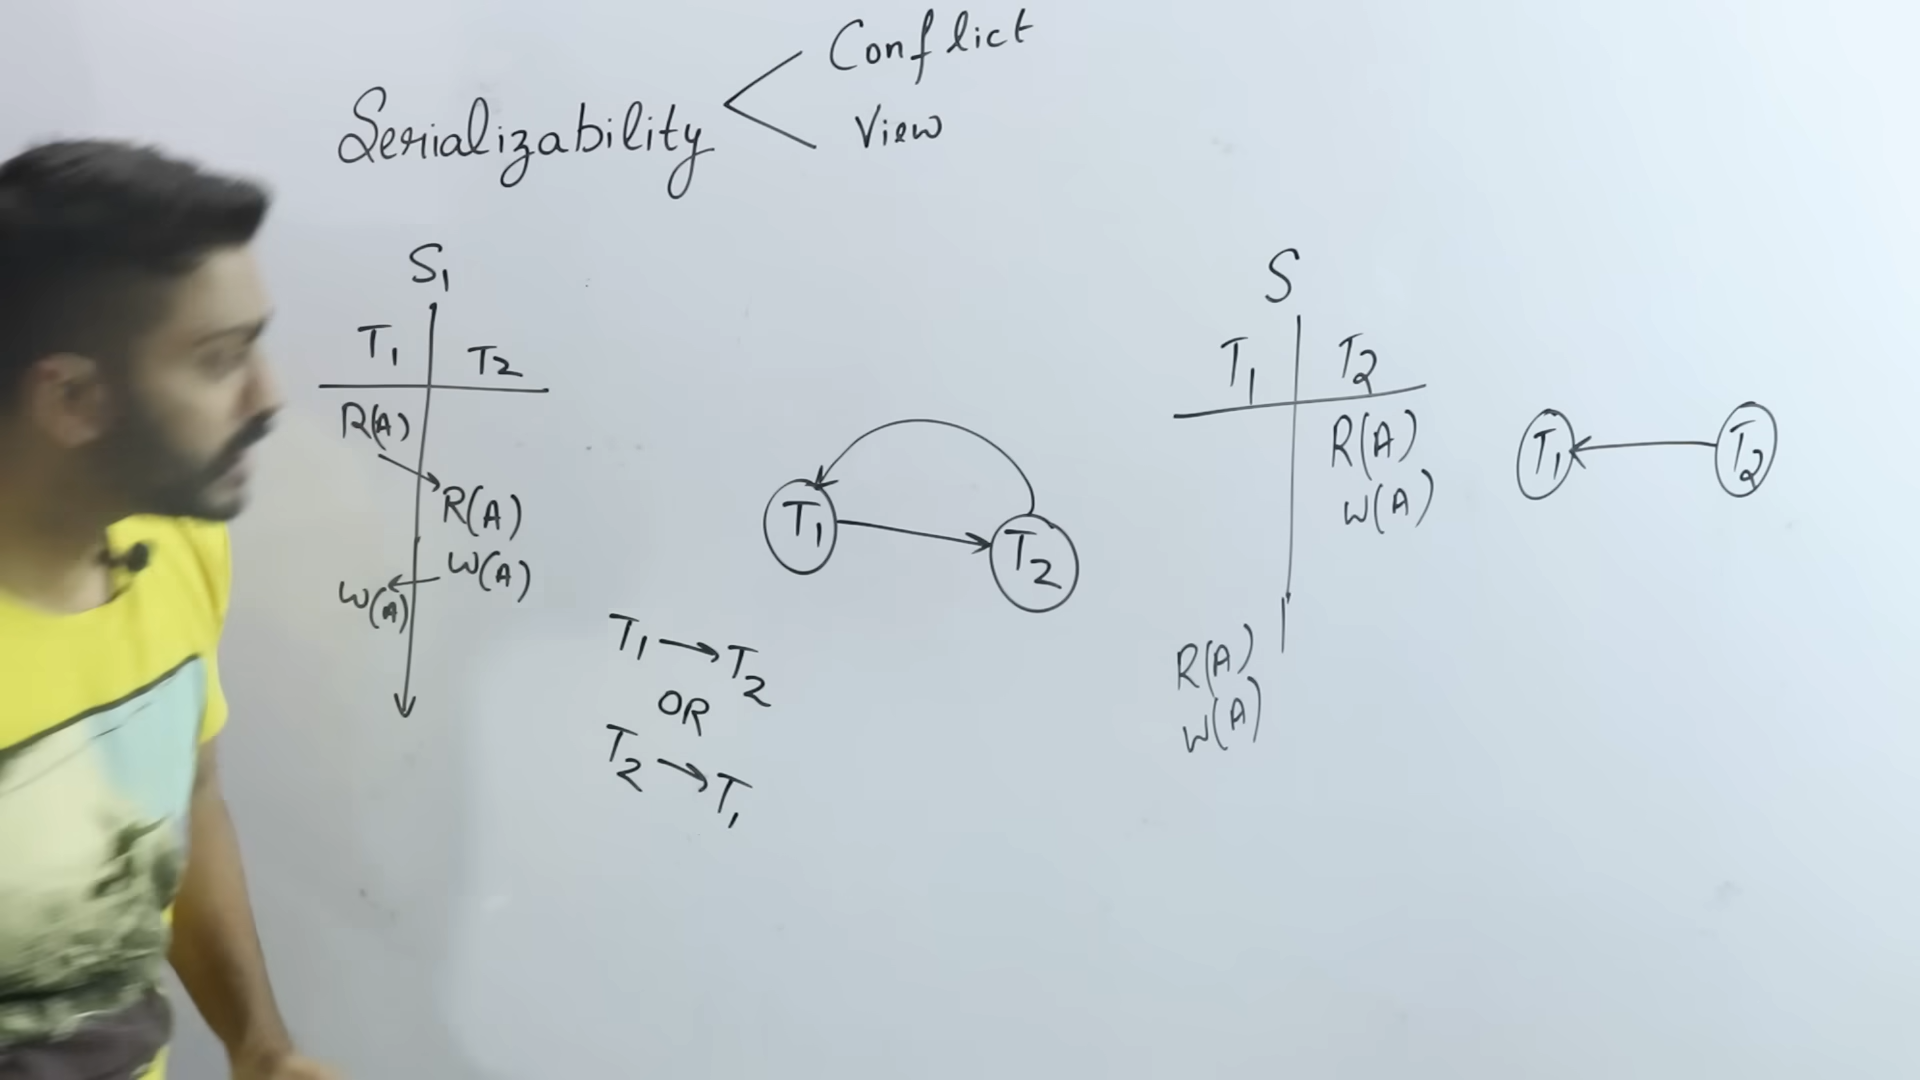 Serializability
Conflict
View
S1
T1 T2
R(A)
R(A)
W(A)
W(A)
T1 T2
T1 → T2
OR
T2 → T1
S
T1 T2
R(A)
W(A)
R(A)
W(A)
T1 T2